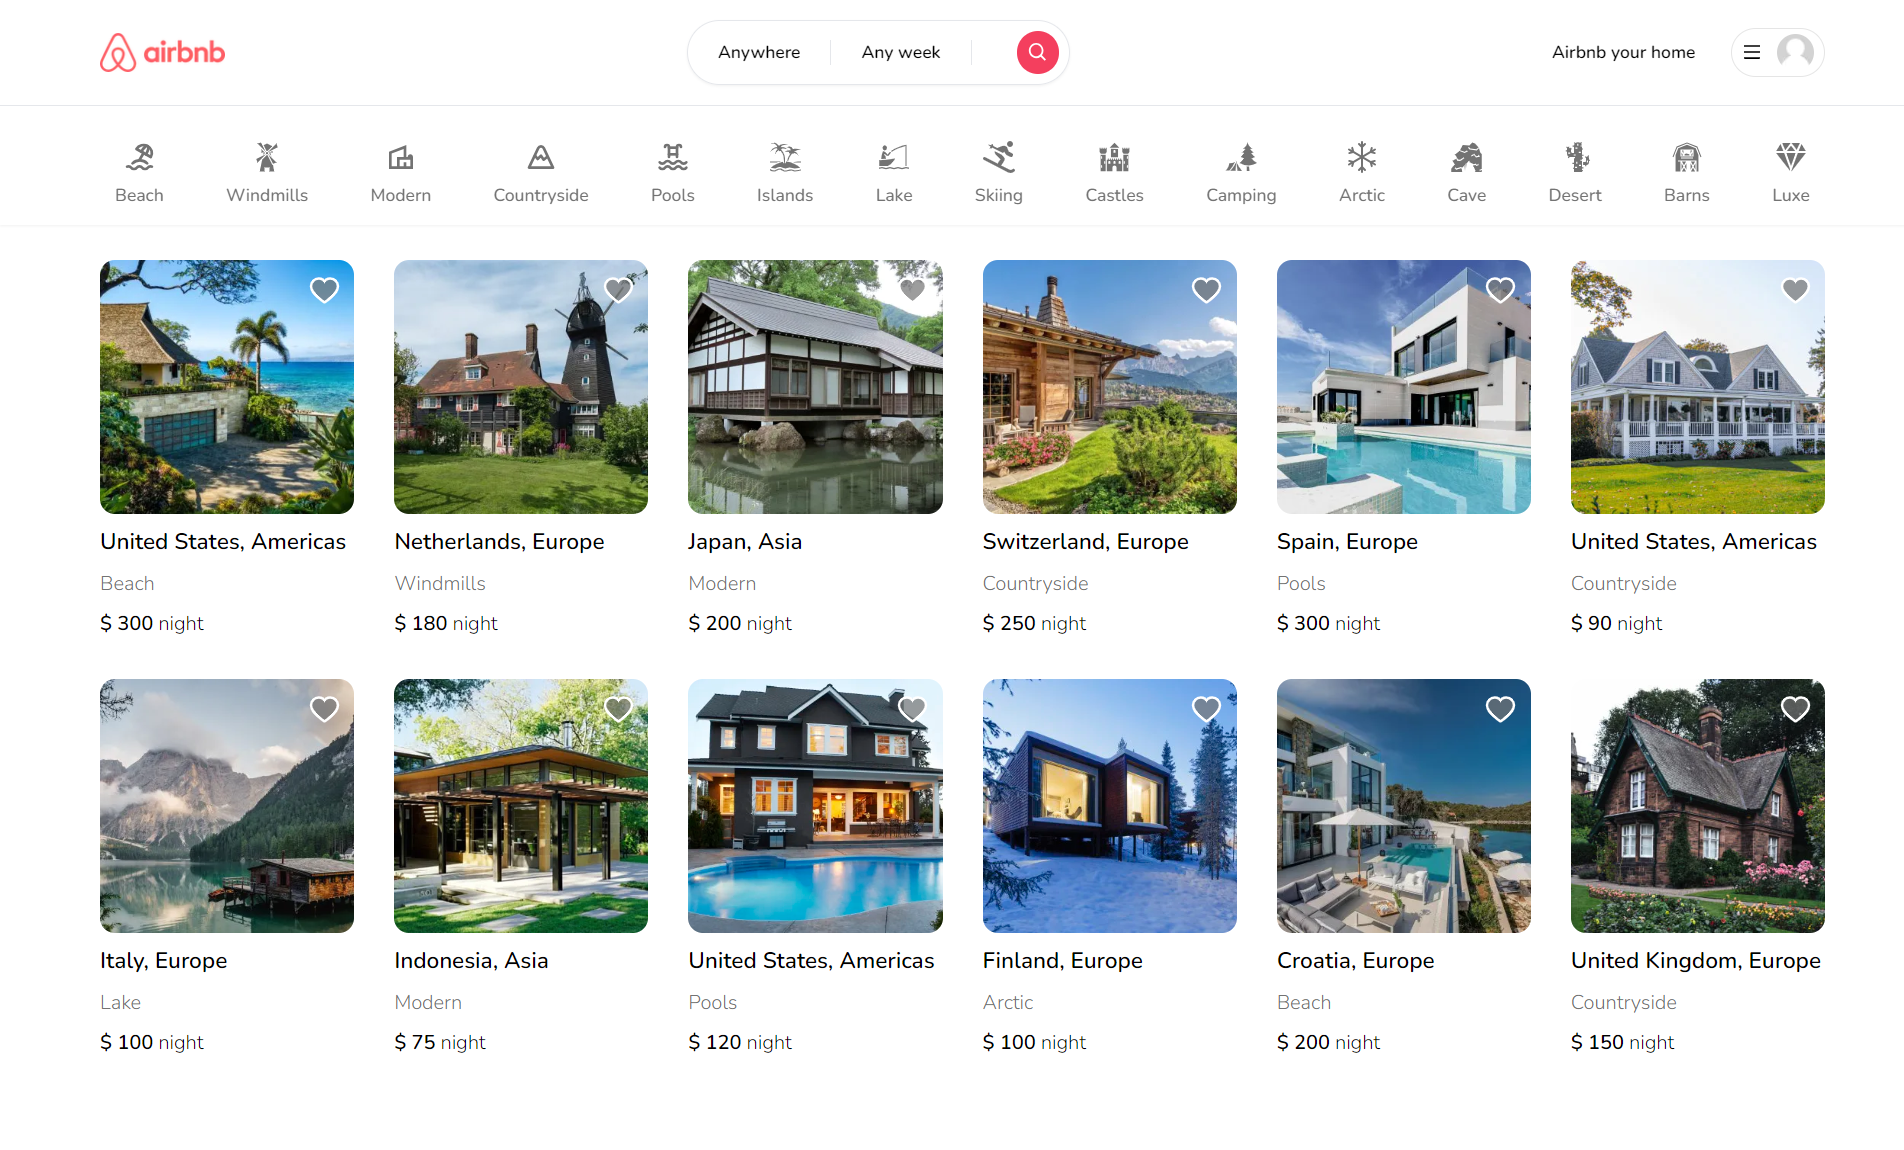 airbnb
Anywhere Any week
Airbnb your home
Beach Windmills Modern Countryside Pools Islands Lake Skiing Castles Camping Arctic Cave Desert Barns Luxe
United States, Americas
Beach
$ 300 night
Netherlands, Europe
Windmills
$ 180 night
Japan, Asia
Modern
$ 200 night
Switzerland, Europe
Countryside
$ 250 night
Spain, Europe
Pools
$ 300 night
United States, Americas
Countryside
$ 90 night
Italy, Europe
Lake
$ 100 night
Indonesia, Asia
Modern
$ 75 night
United States, Americas
Pools
$ 120 night
Finland, Europe
Arctic
$ 100 night
Croatia, Europe
Beach
$ 200 night
United Kingdom, Europe
Countryside
$ 150 night